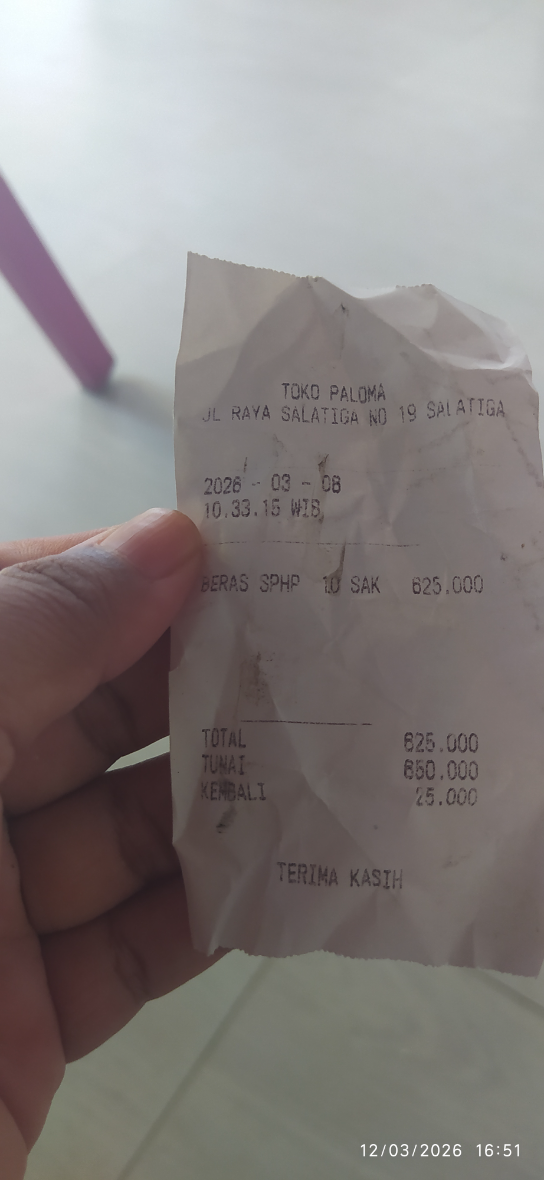 TOKO PALOMA
JL RAYA SALATIGA NO 19 SALATIGA
2026 - 03 - 08
10.33.15 WIB
BERAS SPHP 10 SAK 625.000
TOTAL 625.000
TUNAI 650.000
KEMBALI 25.000
TERIMA KASIH
12/03/2026 16:51